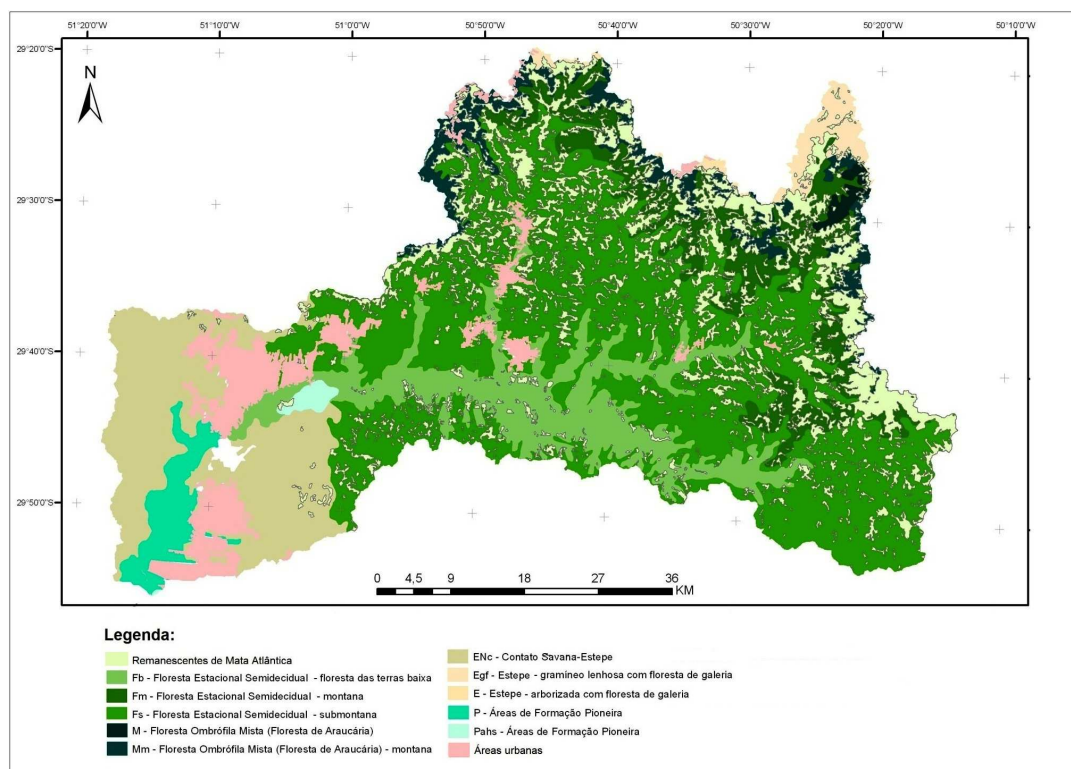 51°20'0"W 51°10'0"W 51°0'0"W 50°50'0"W 50°40'0"W 50°30'0"W 50°20'0"W 50°10'0"W
29°20'0"S
N
29°30'0"S
29°40'0"S
29°50'0"S
0 4,5 9 18 27 36
KM
Legenda:
Remanescentes de Mata Atlântica
Fb - Floresta Estacional Semidecidual - floresta das terras baixa
Fm - Floresta Estacional Semidecidual - montana
Fs - Floresta Estacional Semidecidual - submontana
M - Floresta Ombrófila Mista (Floresta de Araucária)
Mm - Floresta Ombrófila Mista (Floresta de Araucária) - montana
ENc - Contato Savana-Estepe
Egf - Estepe - gramineo lenhosa com floresta de galeria
E - Estepe - arborizada com floresta de galeria
P - Áreas de Formação Pioneira
Pahs - Áreas de Formação Pioneira
Áreas urbanas